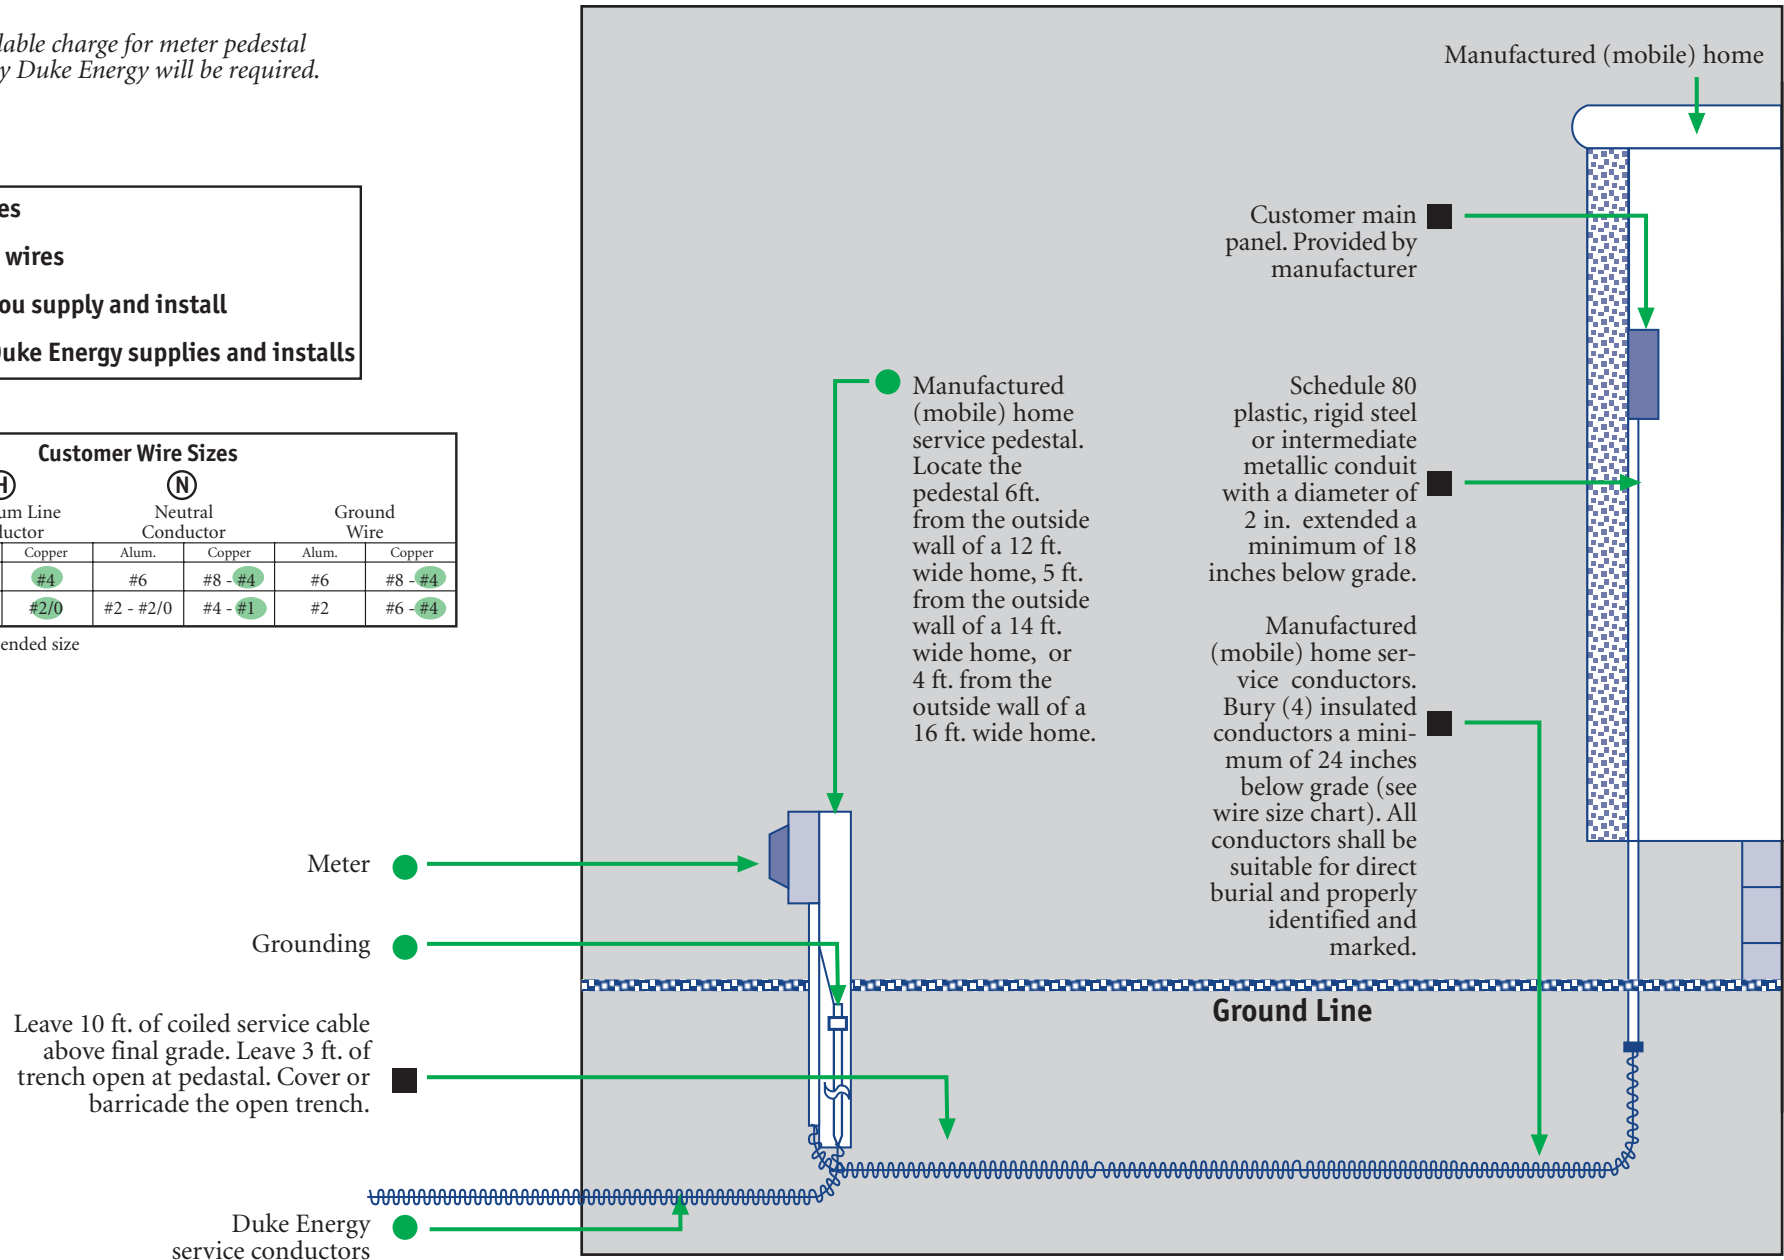 lable charge for meter pedestal
y Duke Energy will be required.
es
wires
ou supply and install
Duke Energy supplies and installs
Customer Wire Sizes
H N
um Line Neutral Ground
ductor Conductor Wire
Copper Alum. Copper Alum. Copper
#4 #6 #8 - #4 #6 #8 - #4
#2/0 #2 - #2/0 #4 - #1 #2 #6 - #4
ended size
Manufactured (mobile) home
Customer main
panel. Provided by
manufacturer
Manufactured
(mobile) home
service pedestal.
Locate the
pedestal 6ft.
from the outside
wall of a 12 ft.
wide home, 5 ft.
from the outside
wall of a 14 ft.
wide home, or
4 ft. from the
outside wall of a
16 ft. wide home.
Schedule 80
plastic, rigid steel
or intermediate
metallic conduit
with a diameter of
2 in. extended a
minimum of 18
inches below grade.
Manufactured
(mobile) home ser-
vice conductors.
Bury (4) insulated
conductors a mini-
mum of 24 inches
below grade (see
wire size chart). All
conductors shall be
suitable for direct
burial and properly
identified and
marked.
Meter
Grounding
Ground Line
Leave 10 ft. of coiled service cable
above final grade. Leave 3 ft. of
trench open at pedastal. Cover or
barricade the open trench.
Duke Energy
service conductors